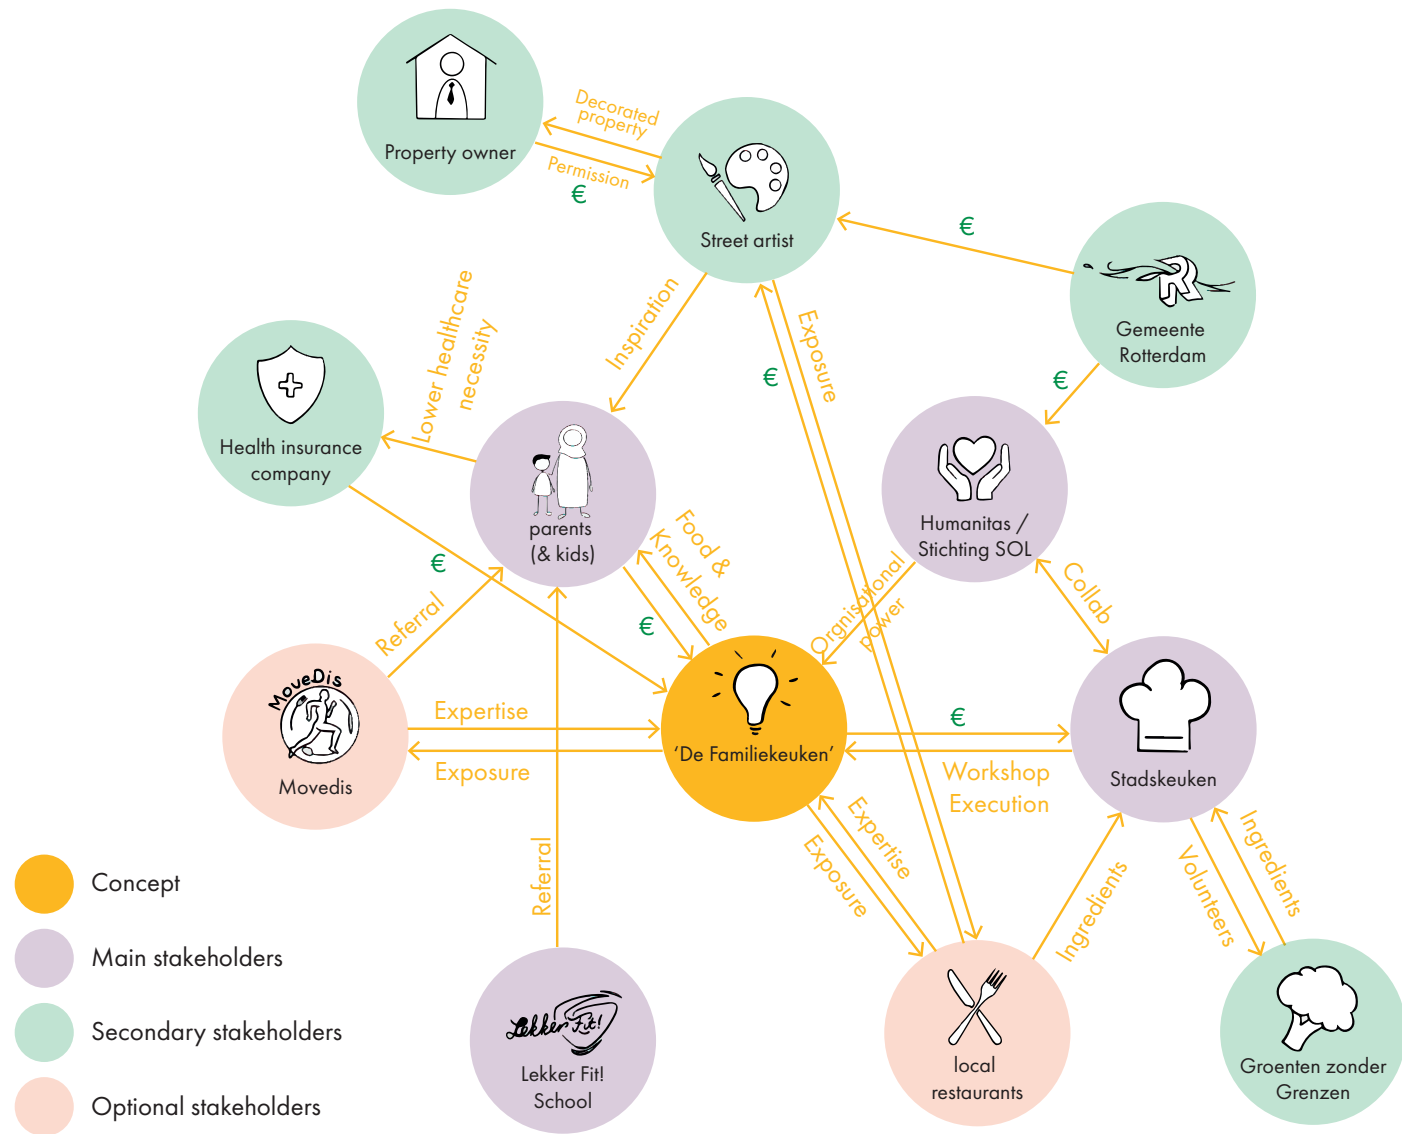 Decorated
property
Property owner
Permission
€
Street artist
€
Gemeente
Rotterdam
€
Inspiration
Exposure
€
Lower healthcare
necessity
Health insurance
company
parents
(& kids)
Food &
Knowledge
€
€
Humanitas /
Stichting SOL
Orgnisational
power
Collab
Referral
MoveDis
Movedis
Expertise
Exposure
'De Familiekeuken'
€
Workshop
Execution
Stadskeuken
Expertise
Exposure
Ingredients
Volunteers
Ingredients
Referral
Lekker Fit!
Lekker Fit!
School
local
restaurants
Groenten zonder
Grenzen
Concept
Main stakeholders
Secondary stakeholders
Optional stakeholders
R